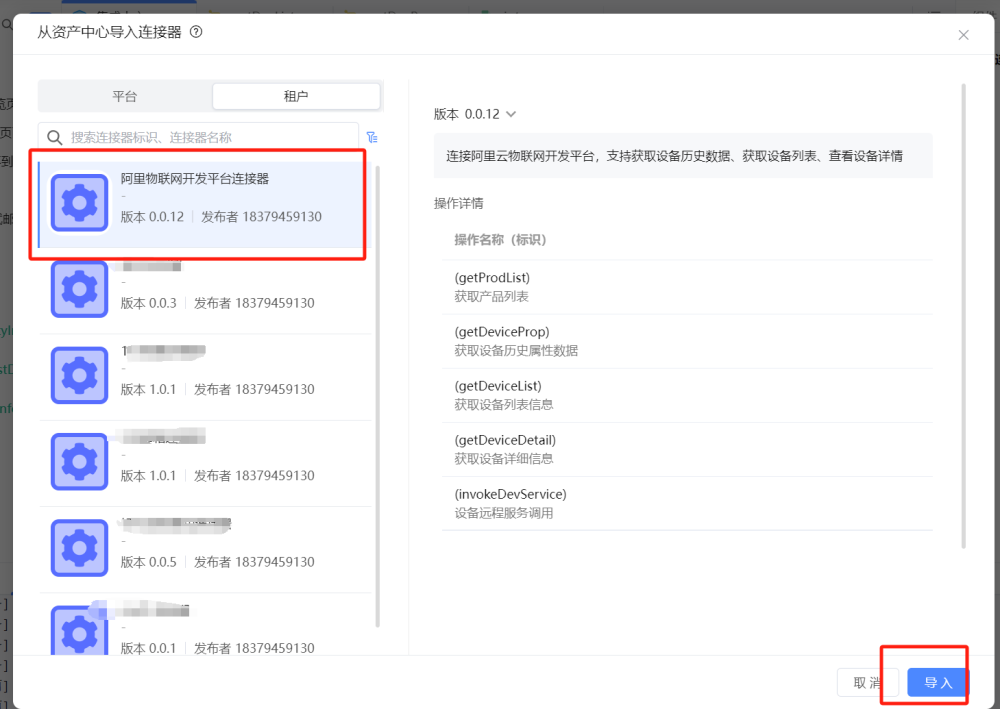 从资产中心导入连接器
平台
租户
搜索连接器标识、连接器名称
阿里物联网开发平台连接器
-
版本 0.0.12 发布者 18379459130
-
版本 0.0.3 发布者 18379459130
-
版本 1.0.1 发布者 18379459130
-
版本 1.0.1 发布者 18379459130
-
版本 0.0.5 发布者 18379459130
-
版本 0.0.1 发布者 18379459130
版本 0.0.12
连接阿里云物联网开发平台，支持获取设备历史数据、获取设备列表、查看设备详情
操作详情
操作名称（标识）
(getProdList)
获取产品列表
(getDeviceProp)
获取设备历史属性数据
(getDeviceList)
获取设备列表信息
(getDeviceDetail)
获取设备详细信息
(invokeDevService)
设备远程服务调用
取消
导入